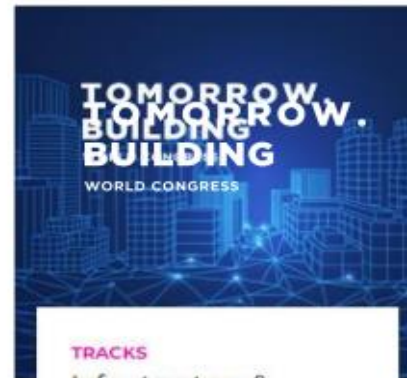 TOMORROW.
BUILDING
TOMORROW.
BUILDING
WORLD CONGRESS
TRACKS